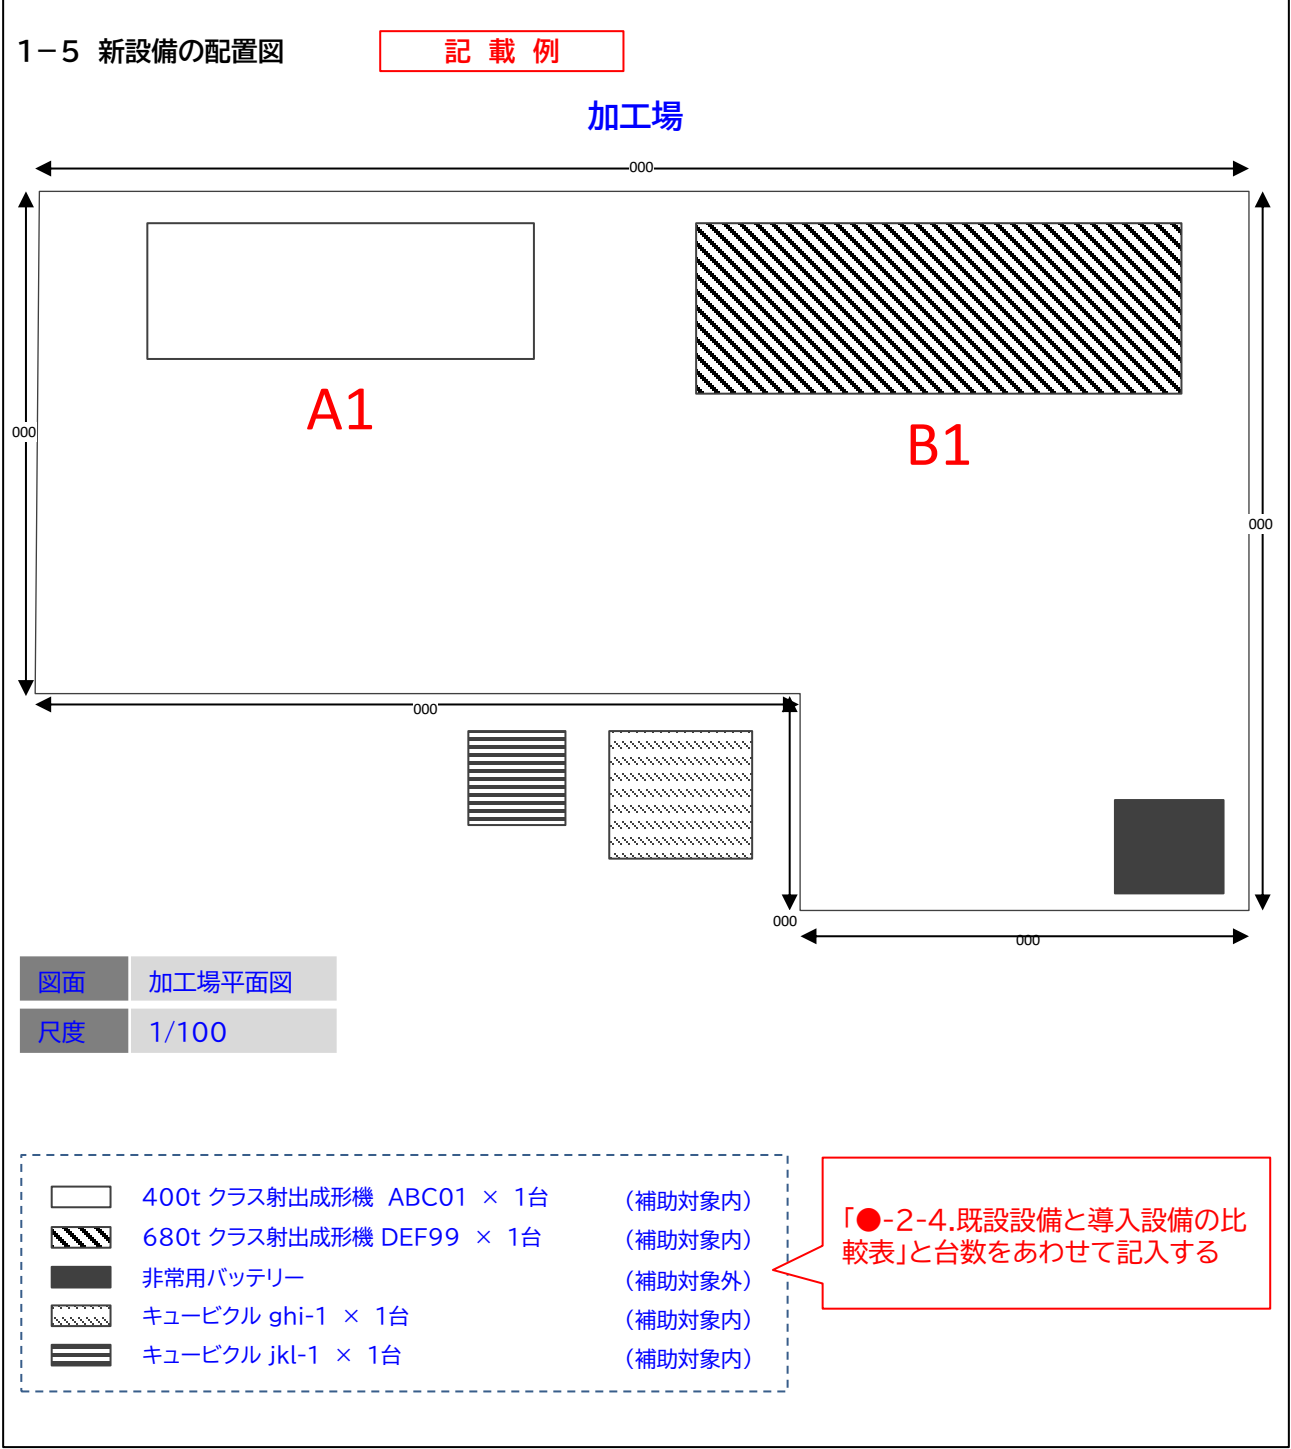 1－5 新設備の配置図
記 載 例
加工場
000
A1
B1
000
000
000
000
000
図面 加工場平面図
尺度 1/100
400t クラス射出成形機 ABC01 × 1台 （補助対象内）
680t クラス射出成形機 DEF99 × 1台 （補助対象内）
非常用バッテリー （補助対象外）
キュービクル ghi-1 × 1台 （補助対象内）
キュービクル jkl-1 × 1台 （補助対象内）
「●-2-4.既設設備と導入設備の比
較表」と台数をあわせて記入する